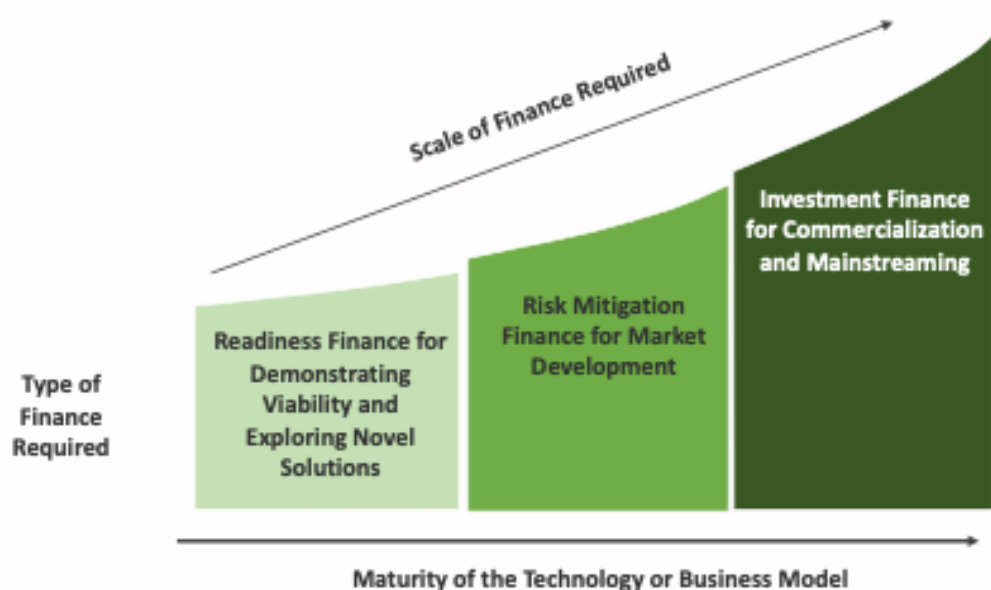 Scale of Finance Required
Type of
Finance
Required
Readiness Finance for
Demonstrating
Viability and
Exploring Novel
Solutions
Risk Mitigation
Finance for Market
Development
Investment Finance
for Commercialization
and Mainstreaming
Maturity of the Technology or Business Model